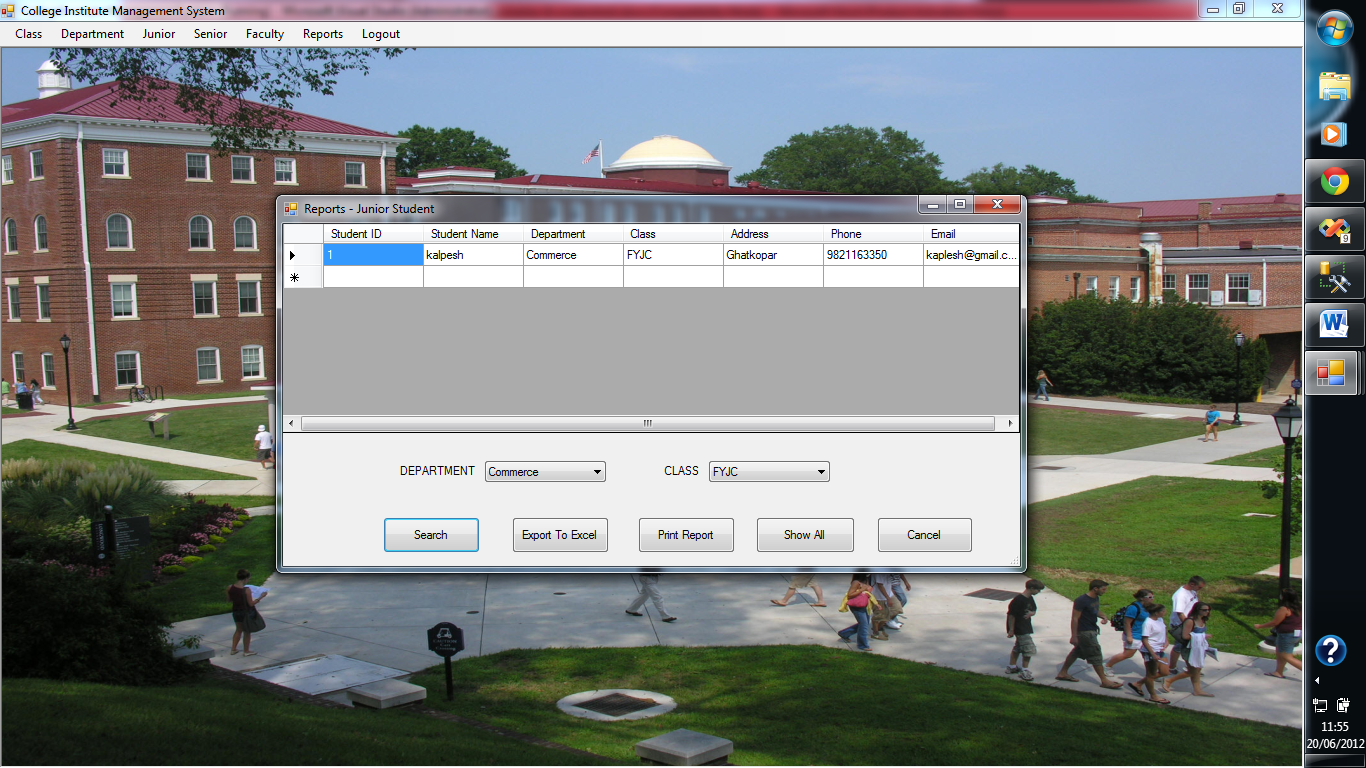 College Institute Management System
Class Department Junior Senior Faculty Reports Logout
Reports - Junior Student
Student ID Student Name Department Class Address Phone Email
1 kalpesh Commerce FYJC Ghatkopar 9821163350 kaplesh@gmail.c...
DEPARTMENT Commerce CLASS FYJC
Search Export To Excel Print Report Show All Cancel
9
W
?
11:55
20/06/2012